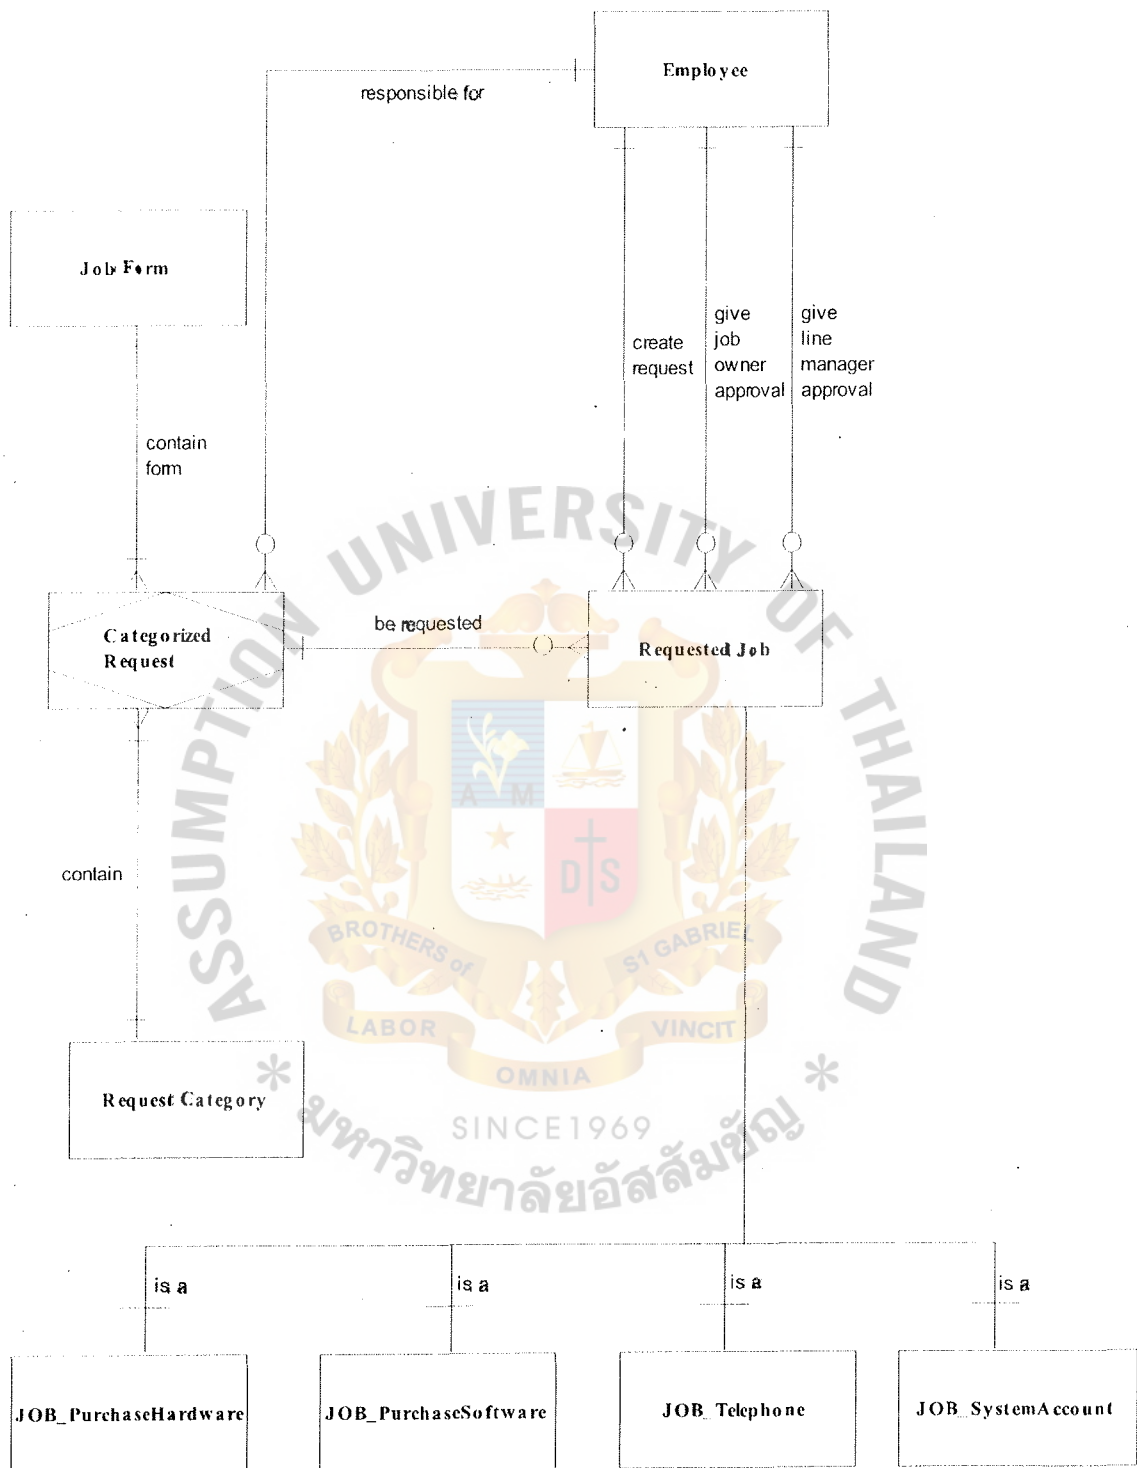 Employee
responsible for
Job Form
create
request
give
job
owner
approval
give
line
manager
approval
contain
form
Categorized
Request
be requested
Requested Job
contain
Request Category
ASSUMPTION UNIVERSITY OF THAILAND
A M
D S
BROTHERS of
S1 GABRIEL
LABOR
VINCIT
OMNIA
SINCE1969
* มหาวิทยาลัยอัสสัมชัญ *
is a
is a
is a
is a
JOB_PurchaseHardware
JOB_PurchaseSoftware
JOB_Telephone
JOB_SystemAccount